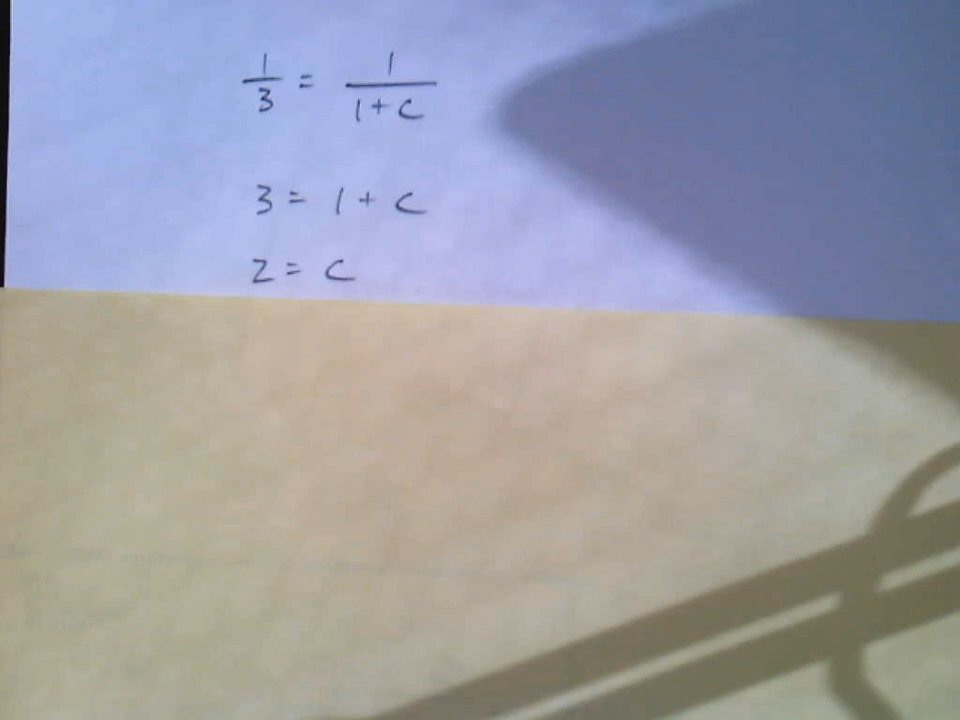 1/3 = 1/(1+c)
3 = 1 + c
2 = c